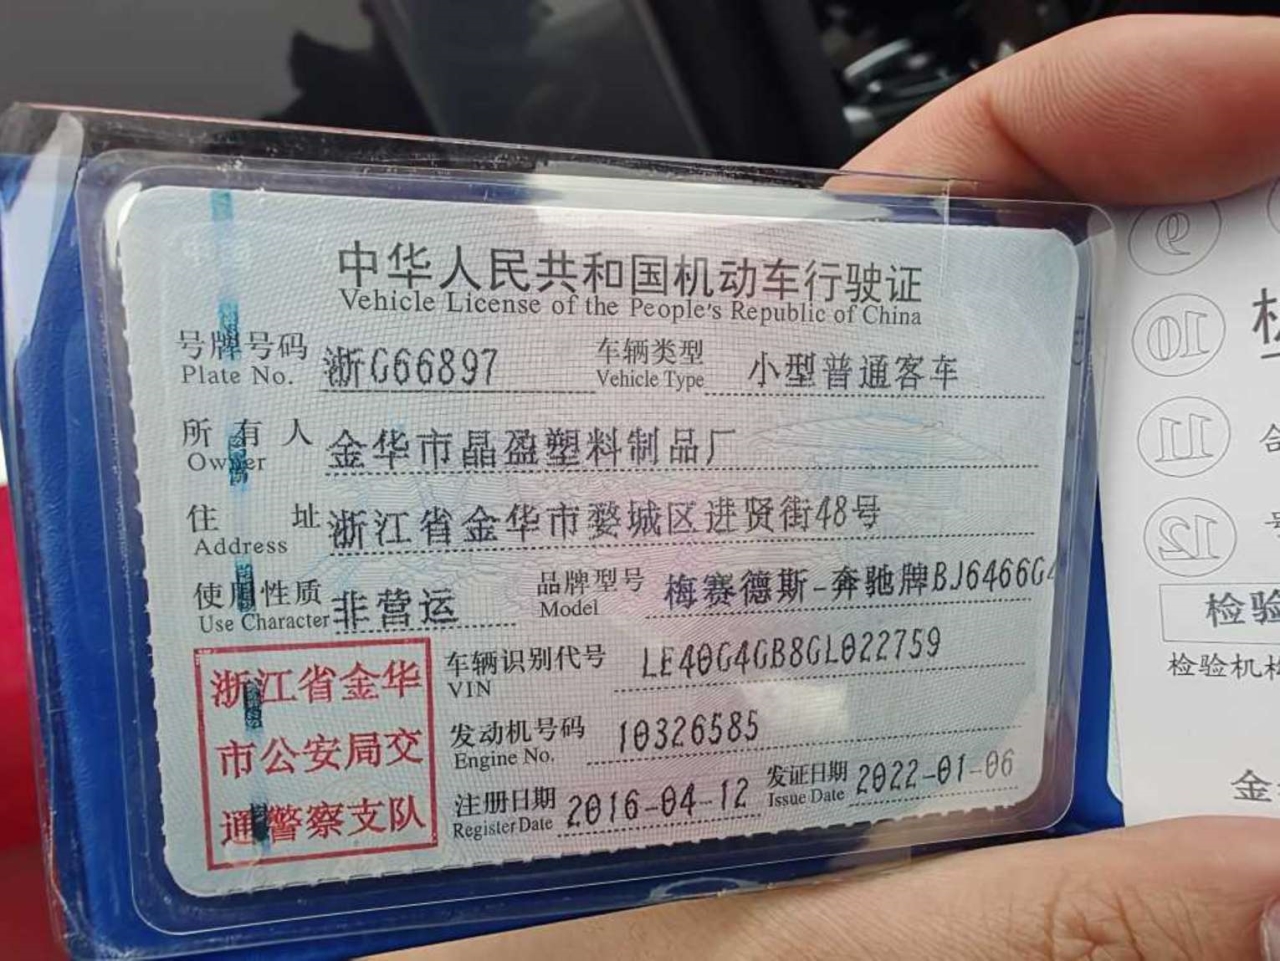 中华人民共和国机动车行驶证
Vehicle License of the People's Republic of China
号牌号码 浙G66897 车辆类型 小型普通客车
Plate No. Vehicle Type
所有人 金华市晶盈塑料制品厂
Owner
住址 浙江省金华市婺城区进贤街48号
Address
使用性质 非营运 品牌型号 梅赛德斯-奔驰牌BJ6466G4
Use Character Model
浙江省金华
市公安局交
通警察支队
车辆识别代号 LE40G4GB8GL022759
VIN
发动机号码 10326585
Engine No.
注册日期 2016-04-12 发证日期 2022-01-06
Register Date Issue Date
9
10
11
12
检验
检验机构
金